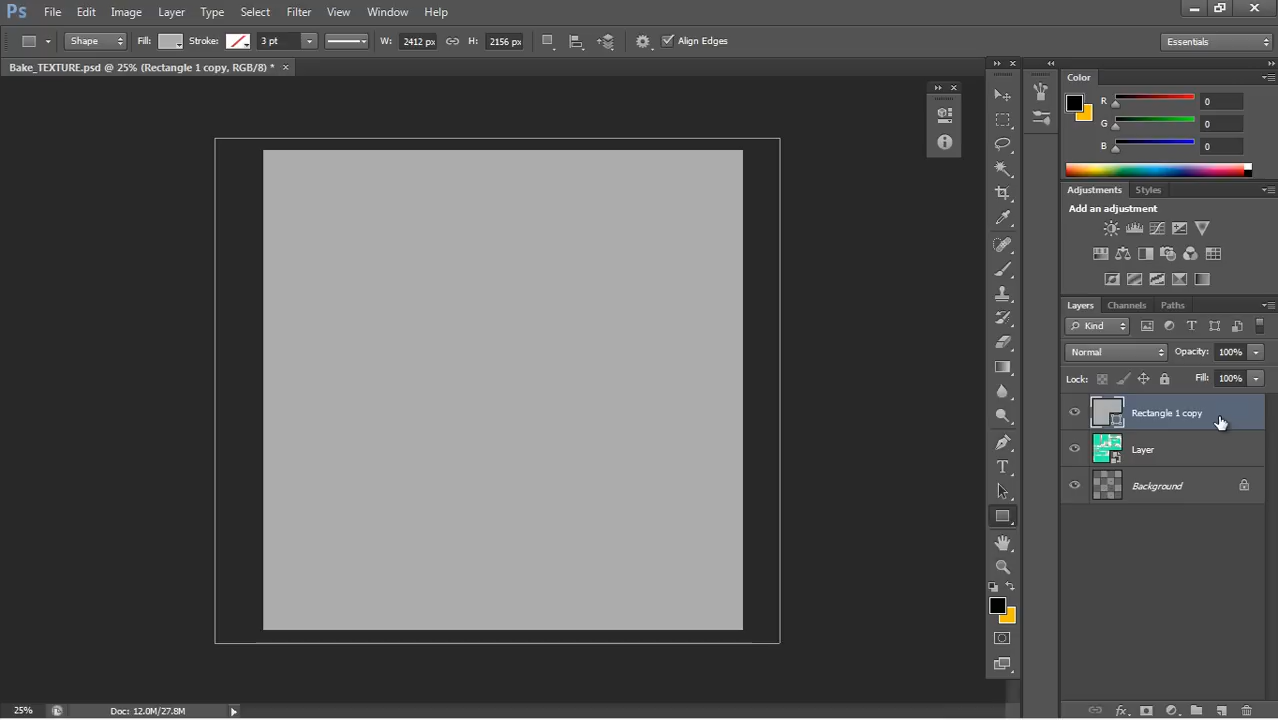 Ps File Edit Image Layer Type Select Filter View Window Help
Shape Fill: Stroke: 3 pt W: 2412 px H: 2156 px Align Edges Essentials
Bake_TEXTURE.psd @ 25% (Rectangle 1 copy, RGB/8) *
Color
R 0
G 0
B 0
Adjustments Styles
Add an adjustment
Layers Channels Paths
Kind
Normal Opacity: 100%
Lock: Fill: 100%
Rectangle 1 copy
Layer
Background
25% Doc: 12.0M/27.8M